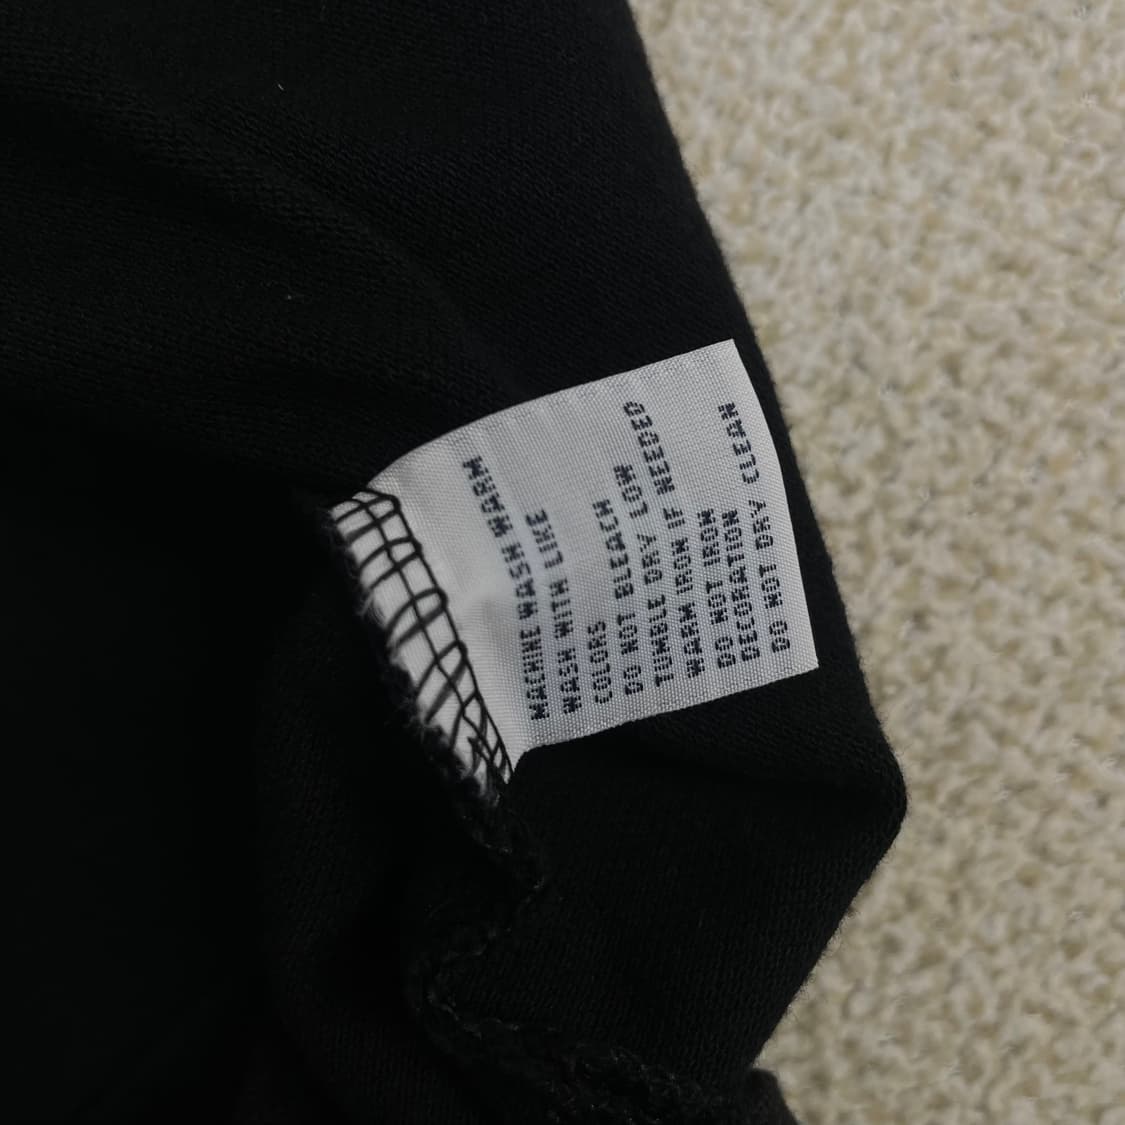 MACHINE WASH WARM
WASH WITH LIKE
COLORS
DO NOT BLEACH
TUMBLE DRY LOW
WARM IRON IF NEEDED
DO NOT IRON
DECORATION
DO NOT DRY CLEAN